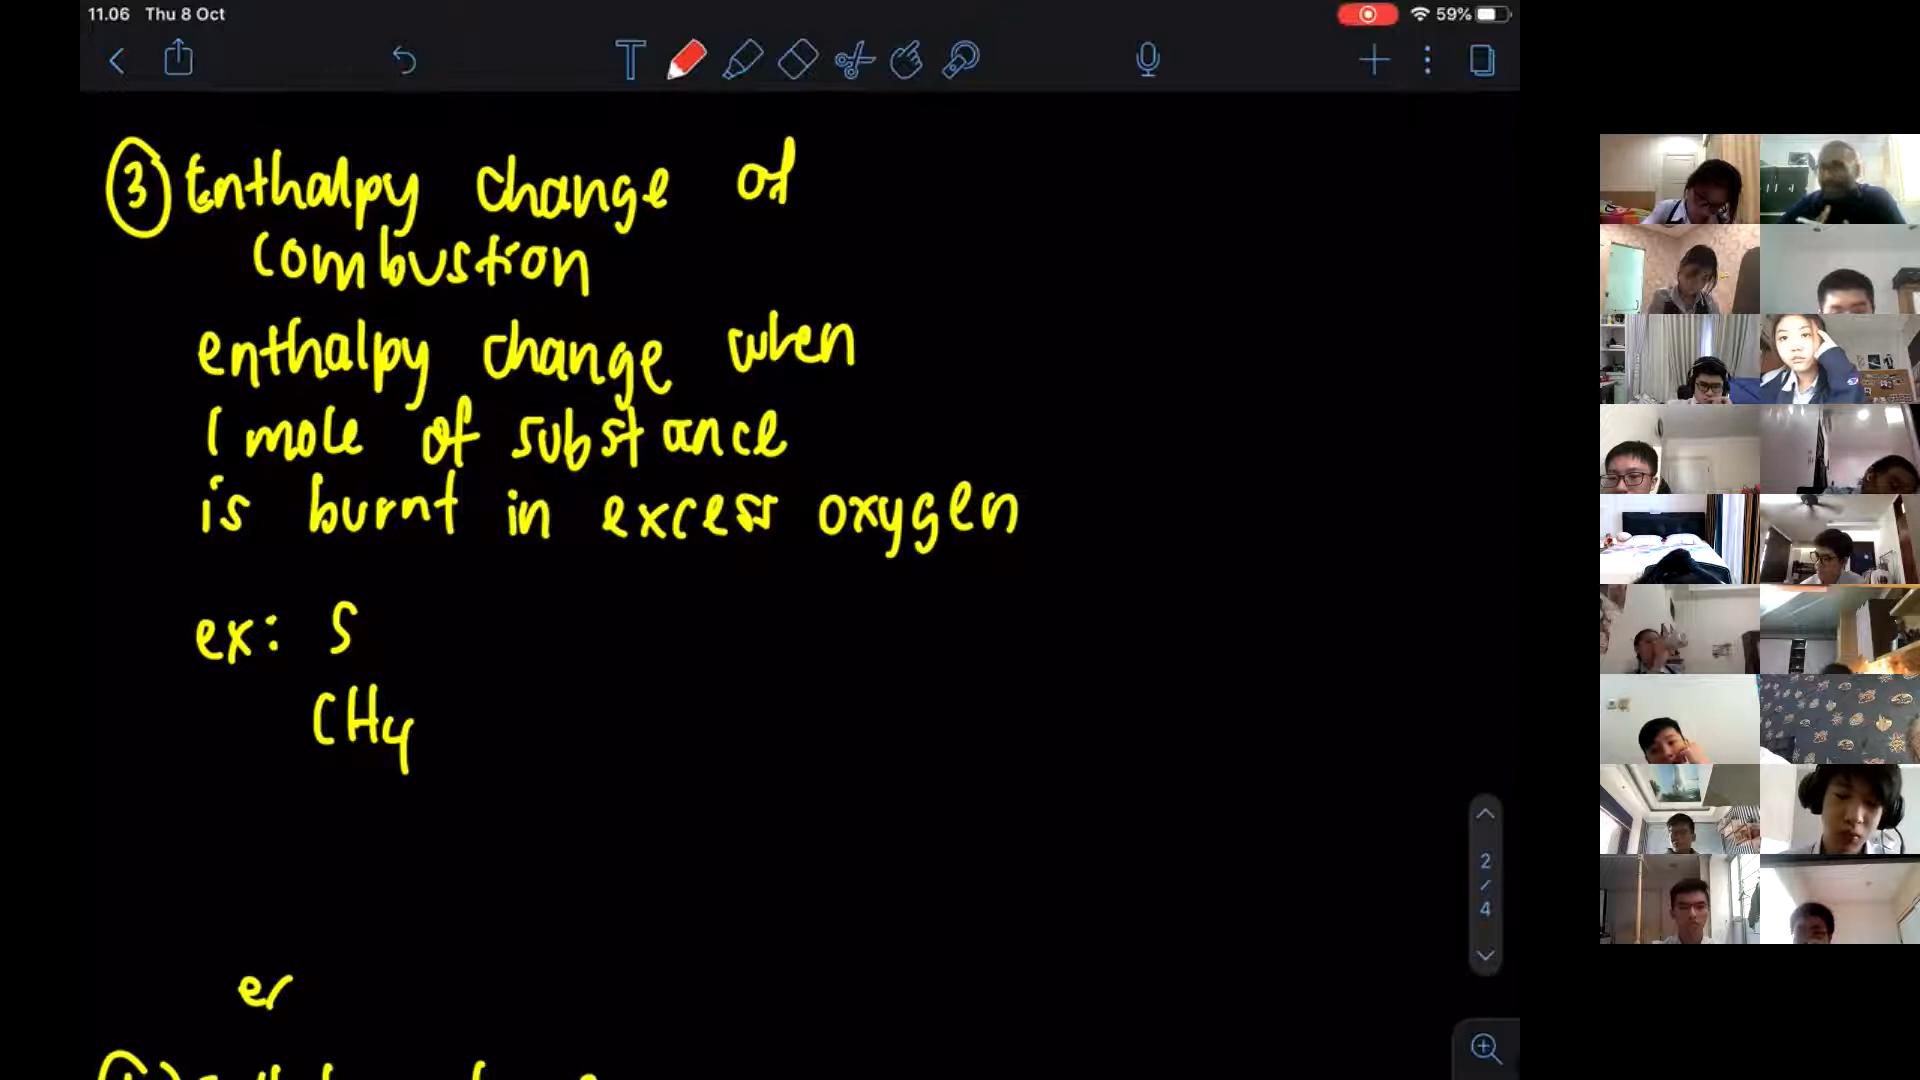 11.06 Thu 8 Oct
59%
T
3 Enthalpy change of
combustion
enthalpy change when
1 mole of substance
is burnt in excess oxygen
ex: S
CH4
2
/
4
er